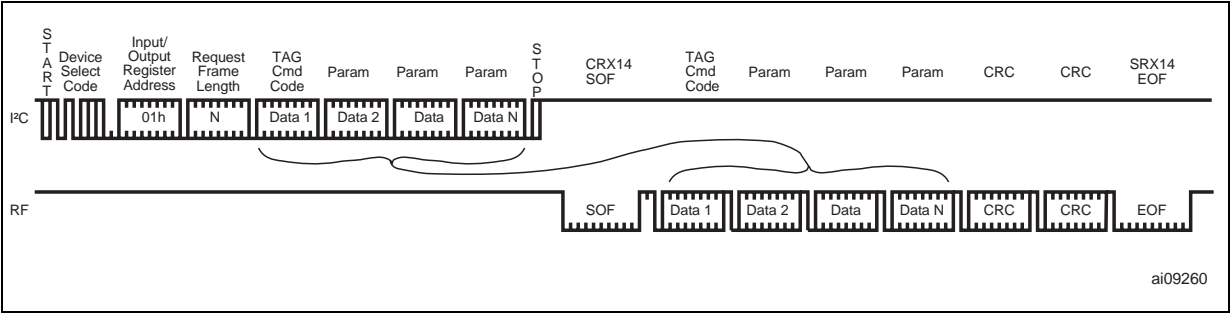 START
Device
Select
Code
Input/
Output
Register
Address
Request
Frame
Length
TAG
Cmd
Code
Param
Param
Param
STOP
CRX14
SOF
TAG
Cmd
Code
Param
Param
Param
CRC
CRC
SRX14
EOF
I²C
01h
N
Data 1
Data 2
Data
Data N
RF
SOF
Data 1
Data 2
Data
Data N
CRC
CRC
EOF
ai09260